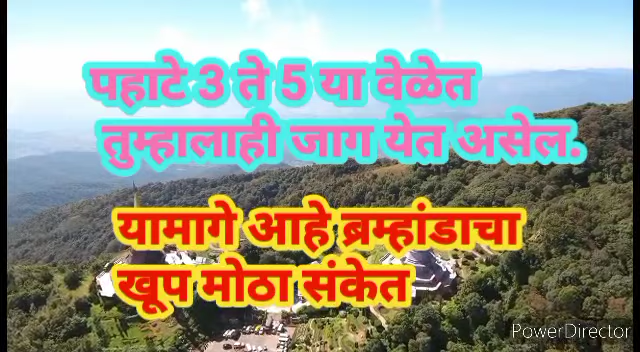 पहाटे 3 ते 5 या वेळेत
तुम्हालाही जाग येत असेल.
यामागे आहे ब्रम्हांडाचा
खूप मोठा संकेत
PowerDirector